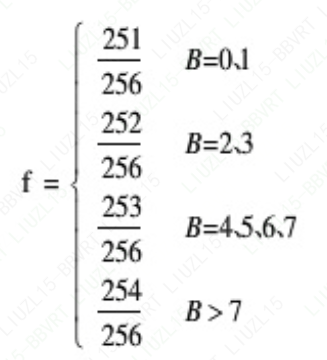 f = { 251/256 B=0、1
252/256 B=2、3
253/256 B=4、5、6、7
254/256 B>7